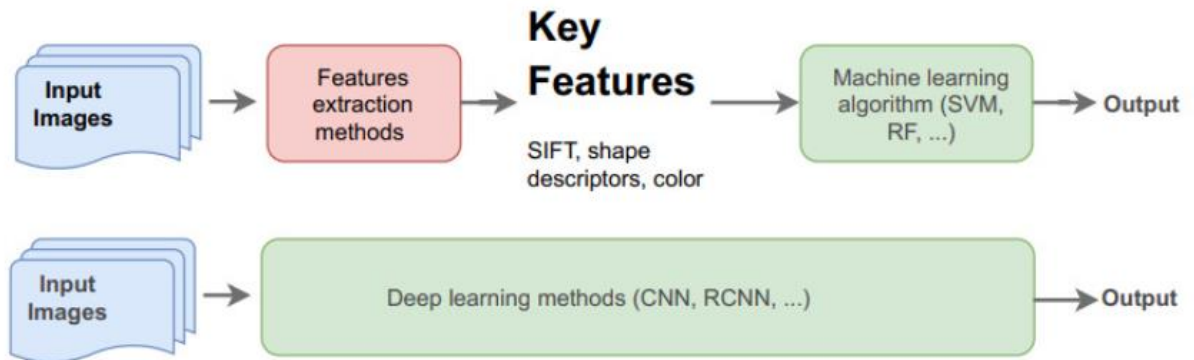 Input
Images
Features
extraction
methods
Key
Features
SIFT, shape
descriptors, color
Machine learning
algorithm (SVM,
RF, ...)
Output
Input
Images
Deep learning methods (CNN, RCNN, ...)
Output